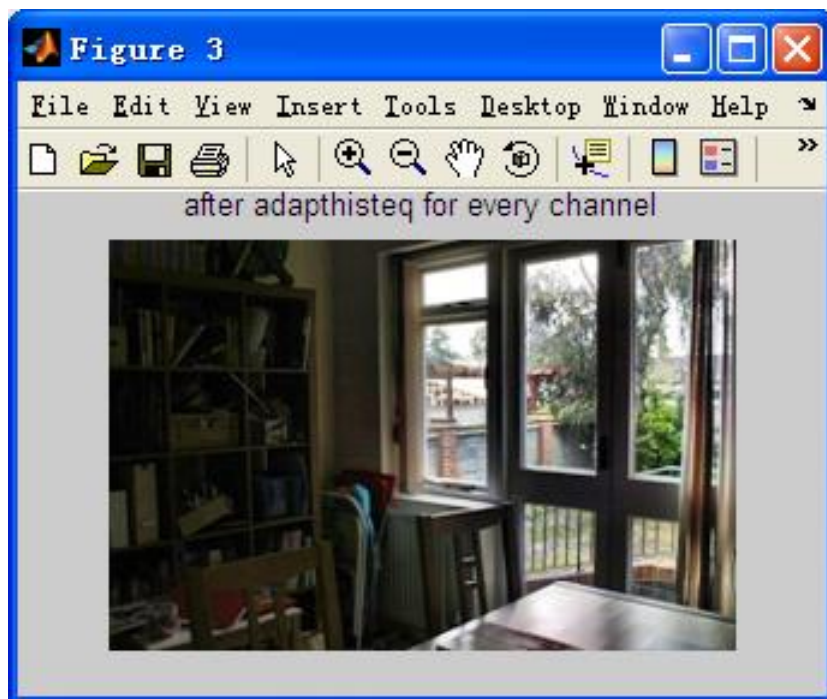 Figure 3
File Edit View Insert Tools Desktop Window Help
after adapthisteq for every channel